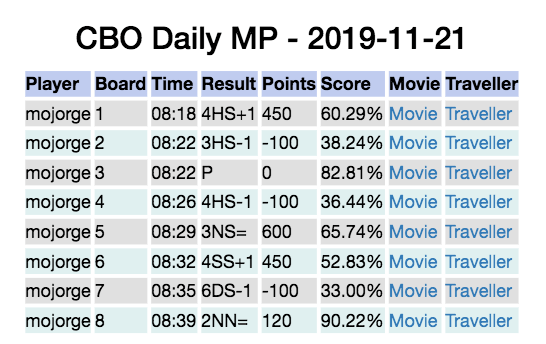 CBO Daily MP - 2019-11-21
Player Board Time Result Points Score Movie Traveller
mojorge 1 08:18 4HS+1 450 60.29% Movie Traveller
mojorge 2 08:22 3HS-1 -100 38.24% Movie Traveller
mojorge 3 08:22 P 0 82.81% Movie Traveller
mojorge 4 08:26 4HS-1 -100 36.44% Movie Traveller
mojorge 5 08:29 3NS= 600 65.74% Movie Traveller
mojorge 6 08:32 4SS+1 450 52.83% Movie Traveller
mojorge 7 08:35 6DS-1 -100 33.00% Movie Traveller
mojorge 8 08:39 2NN= 120 90.22% Movie Traveller